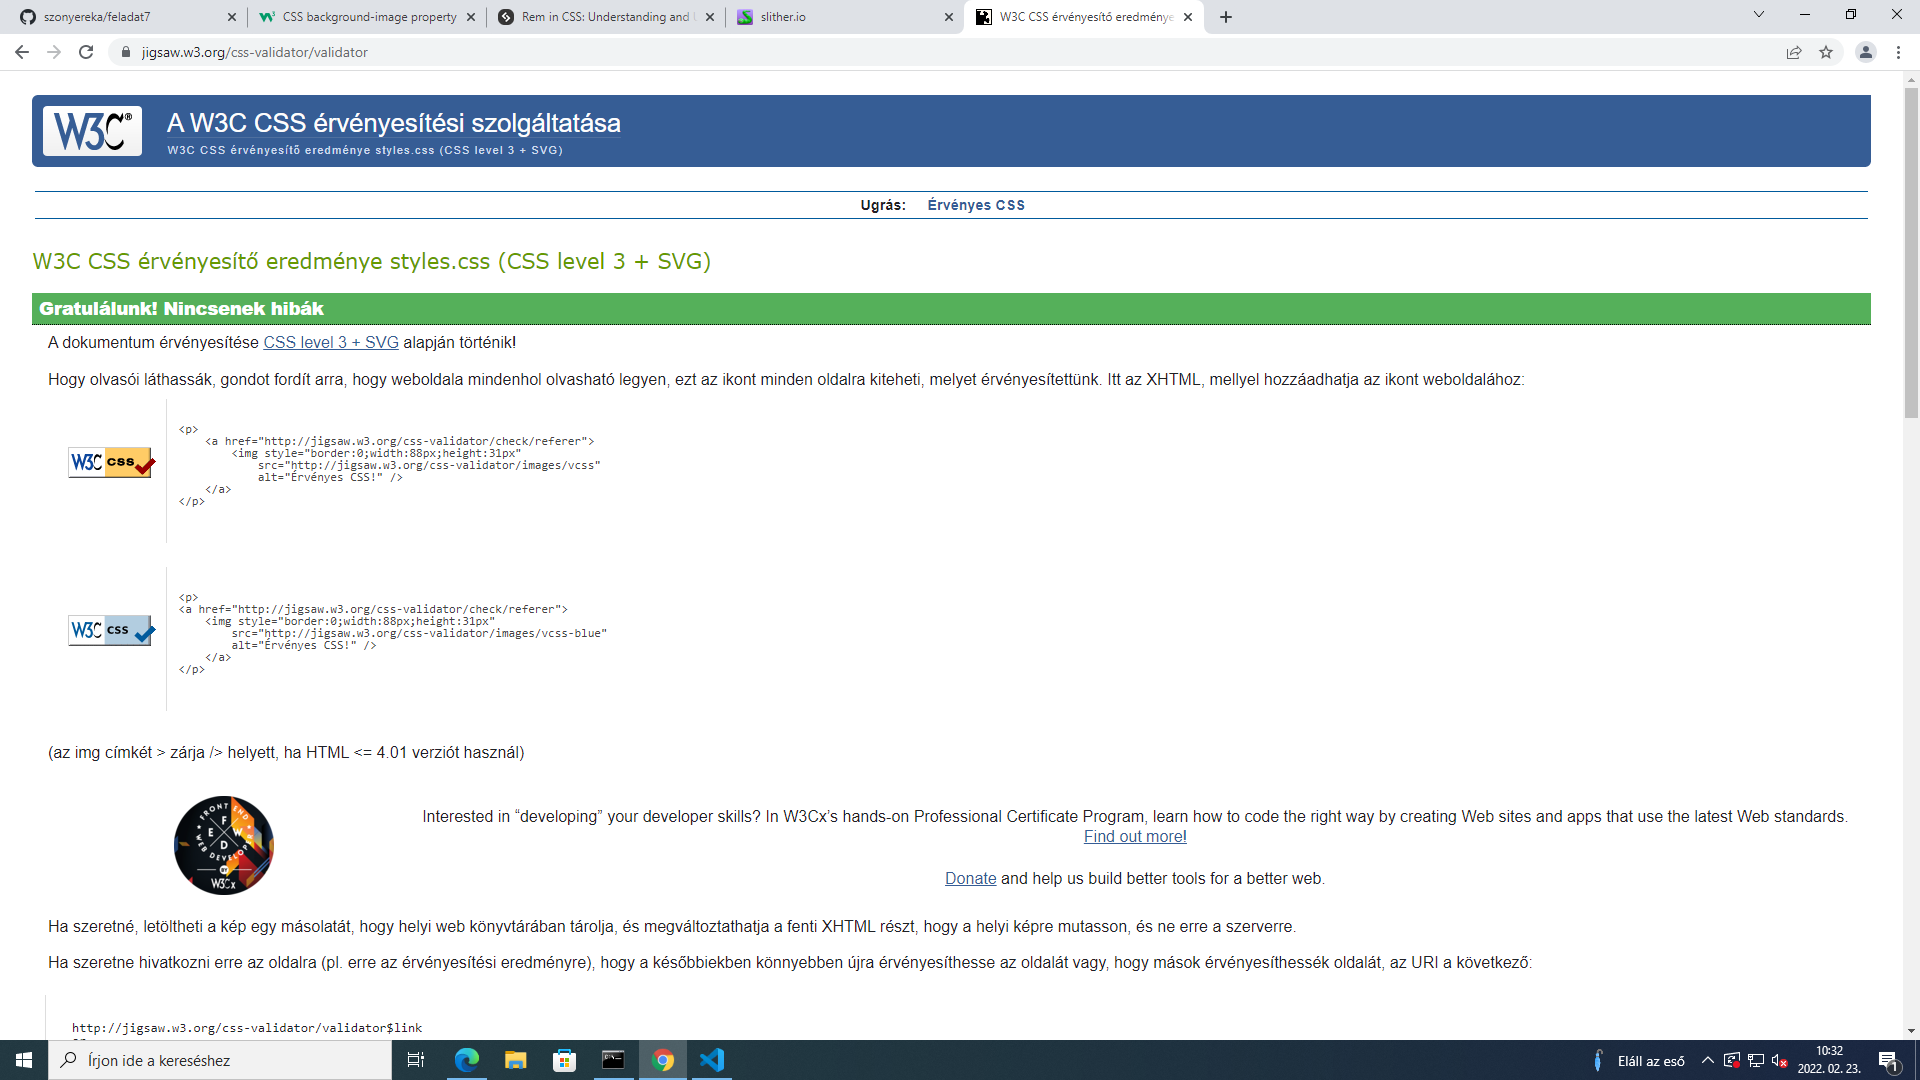 szonyereka/feladat7
CSS background-image property
Rem in CSS: Understanding and
slither.io
W3C CSS érvényesítő eredménye
jigsaw.w3.org/css-validator/validator
W3C®
A W3C CSS érvényesítési szolgáltatása
W3C CSS érvényesítő eredménye styles.css (CSS level 3 + SVG)
Ugrás: Érvényes CSS
W3C CSS érvényesítő eredménye styles.css (CSS level 3 + SVG)
Gratulálunk! Nincsenek hibák
A dokumentum érvényesítése CSS level 3 + SVG alapján történik!
Hogy olvasói láthassák, gondot fordít arra, hogy weboldala mindenhol olvasható legyen, ezt az ikont minden oldalra kiteheti, melyet érvényesítettünk. Itt az XHTML, mellyel hozzáadhatja az ikont weboldalához:
W3C CSS
<p>
<a href="http://jigsaw.w3.org/css-validator/check/referer">
<img style="border:0;width:88px;height:31px"
src="http://jigsaw.w3.org/css-validator/images/vcss"
alt="Érvényes CSS!" />
</a>
</p>
W3C CSS
<p>
<a href="http://jigsaw.w3.org/css-validator/check/referer">
<img style="border:0;width:88px;height:31px"
src="http://jigsaw.w3.org/css-validator/images/vcss-blue"
alt="Érvényes CSS!" />
</a>
</p>
(az img címkét > zárja /> helyett, ha HTML <= 4.01 verziót használ)
FRONT END
F
E W
D
WEB DEVELOPER
W3Cx
Interested in “developing” your developer skills? In W3Cx’s hands-on Professional Certificate Program, learn how to code the right way by creating Web sites and apps that use the latest Web standards.
Find out more!
Donate and help us build better tools for a better web.
Ha szeretné, letöltheti a kép egy másolatát, hogy helyi web könyvtárában tárolja, és megváltoztathatja a fenti XHTML részt, hogy a helyi képre mutasson, és ne erre a szerverre.
Ha szeretne hivatkozni erre az oldalra (pl. erre az érvényesítési eredményre), hogy a későbbiekben könnyebben újra érvényesíthesse az oldalát vagy, hogy mások érvényesíthessék oldalát, az URI a következő:
http://jigsaw.w3.org/css-validator/validator$link
Írjon ide a kereséshez
Eláll az eső
10:32
2022. 02. 23.
1